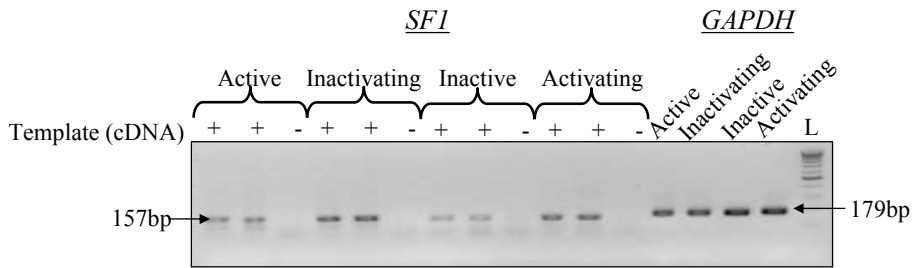 SF1 GAPDH
Active Inactivating Inactive Activating Active Inactivating Inactive Activating
Template (cDNA) + + - + + - + + - + + - L
157bp 179bp